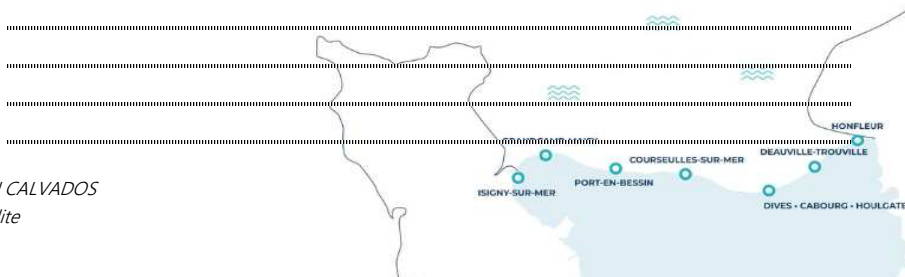 HONFLEUR
DEAUVILLE-TROUVILLE
COURSEULLES-SUR-MER
PORT-EN-BESSIN
ISIGNY-SUR-MER
DIVES • CABOURG • HOULGATE
CALVADOS